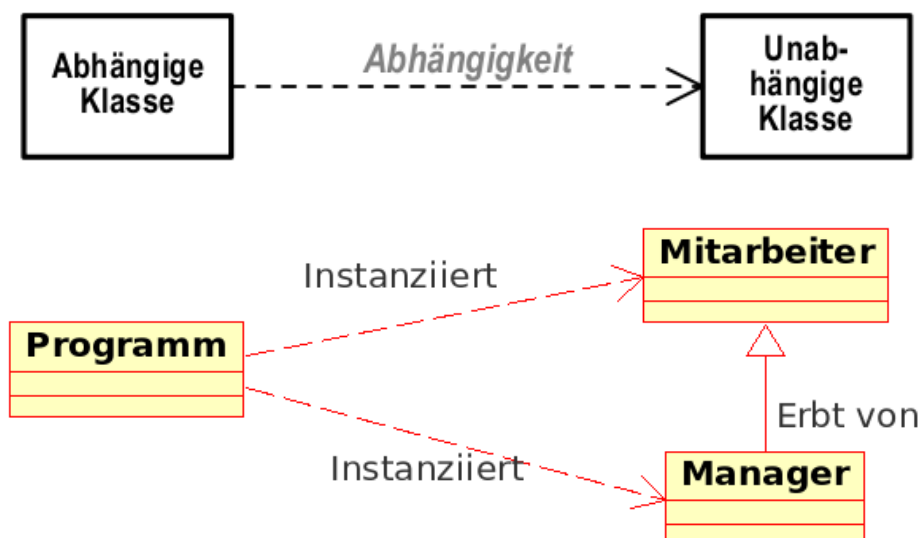 Abhängige
Klasse
Abhängigkeit
Unab-
hängige
Klasse
Mitarbeiter
Instanziiert
Programm
Erbt von
Instanziiert
Manager